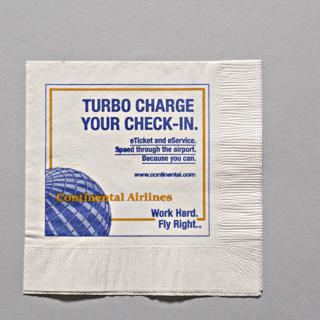 TURBO CHARGE
YOUR CHECK-IN.
eTicket and eService.
Speed through the airport.
Because you can.
www.continental.com
Continental Airlines
Work Hard.
Fly Right..